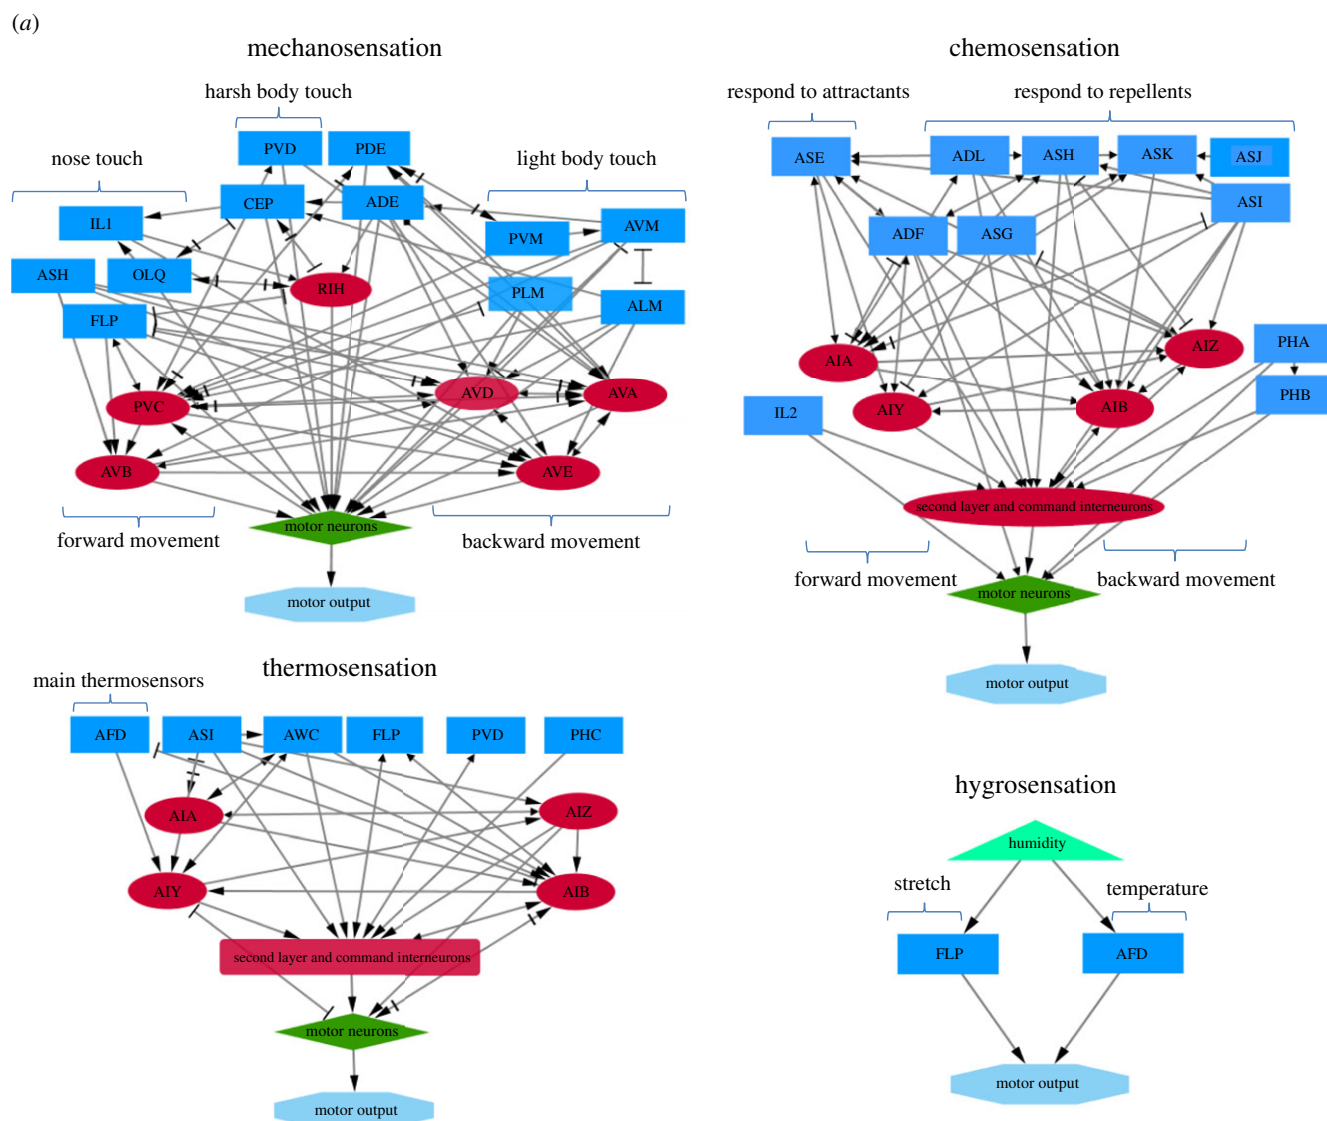 (a)
mechanosensation
harsh body touch
nose touch
light body touch
PVD
PDE
CEP
ADE
IL1
PVM
AVM
ASH
OLQ
RIH
PLM
ALM
FLP
PVC
AVD
AVA
AVB
AVE
motor neurons
forward movement
backward movement
motor output
chemosensation
respond to attractants
respond to repellents
ASE
ADL
ASH
ASK
ASJ
ASI
ADF
ASG
AIA
AIZ
PHA
PHB
IL2
AIY
AIB
second layer and command interneurons
forward movement
backward movement
motor neurons
motor output
thermosensation
main thermosensors
AFD
ASI
AWC
FLP
PVD
PHC
AIA
AIZ
AIY
AIB
second layer and command interneurons
motor neurons
motor output
hygrosensation
humidity
stretch
temperature
FLP
AFD
motor output